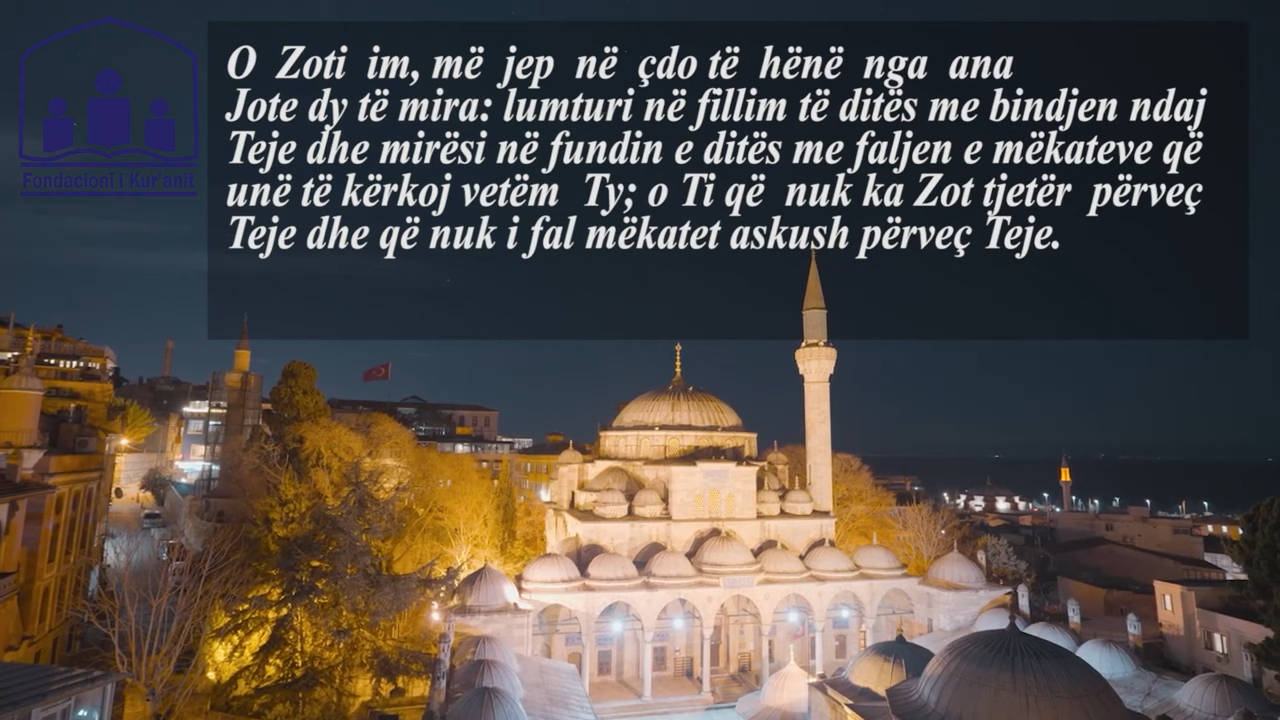 O Zoti im, më jep në çdo të hënë nga ana
Jote dy të mira: lumturi në fillim të ditës me bindjen ndaj
Teje dhe mirësi në fundin e ditës me faljen e mëkateve që
unë të kërkoj vetëm Ty; o Ti që nuk ka Zot tjetër përveç
Teje dhe që nuk i fal mëkatet askush përveç Teje.
Fondacioni i Kur'anit